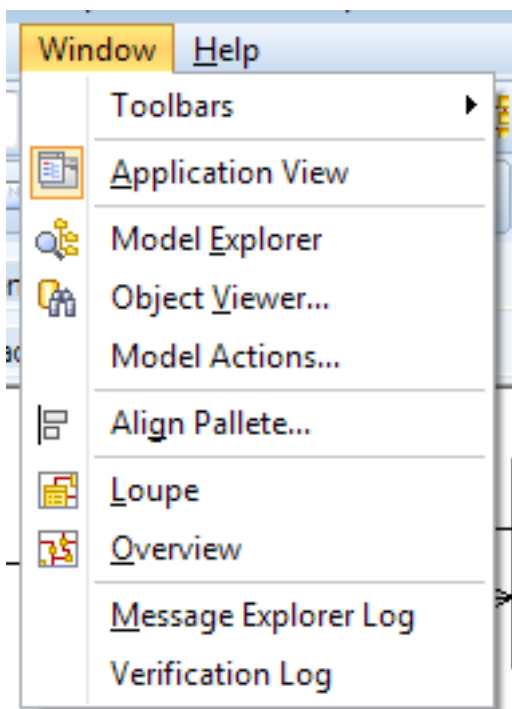 Window Help
Toolbars
Application View
Model Explorer
Object Viewer...
Model Actions...
Align Pallete...
Loupe
Overview
Message Explorer Log
Verification Log